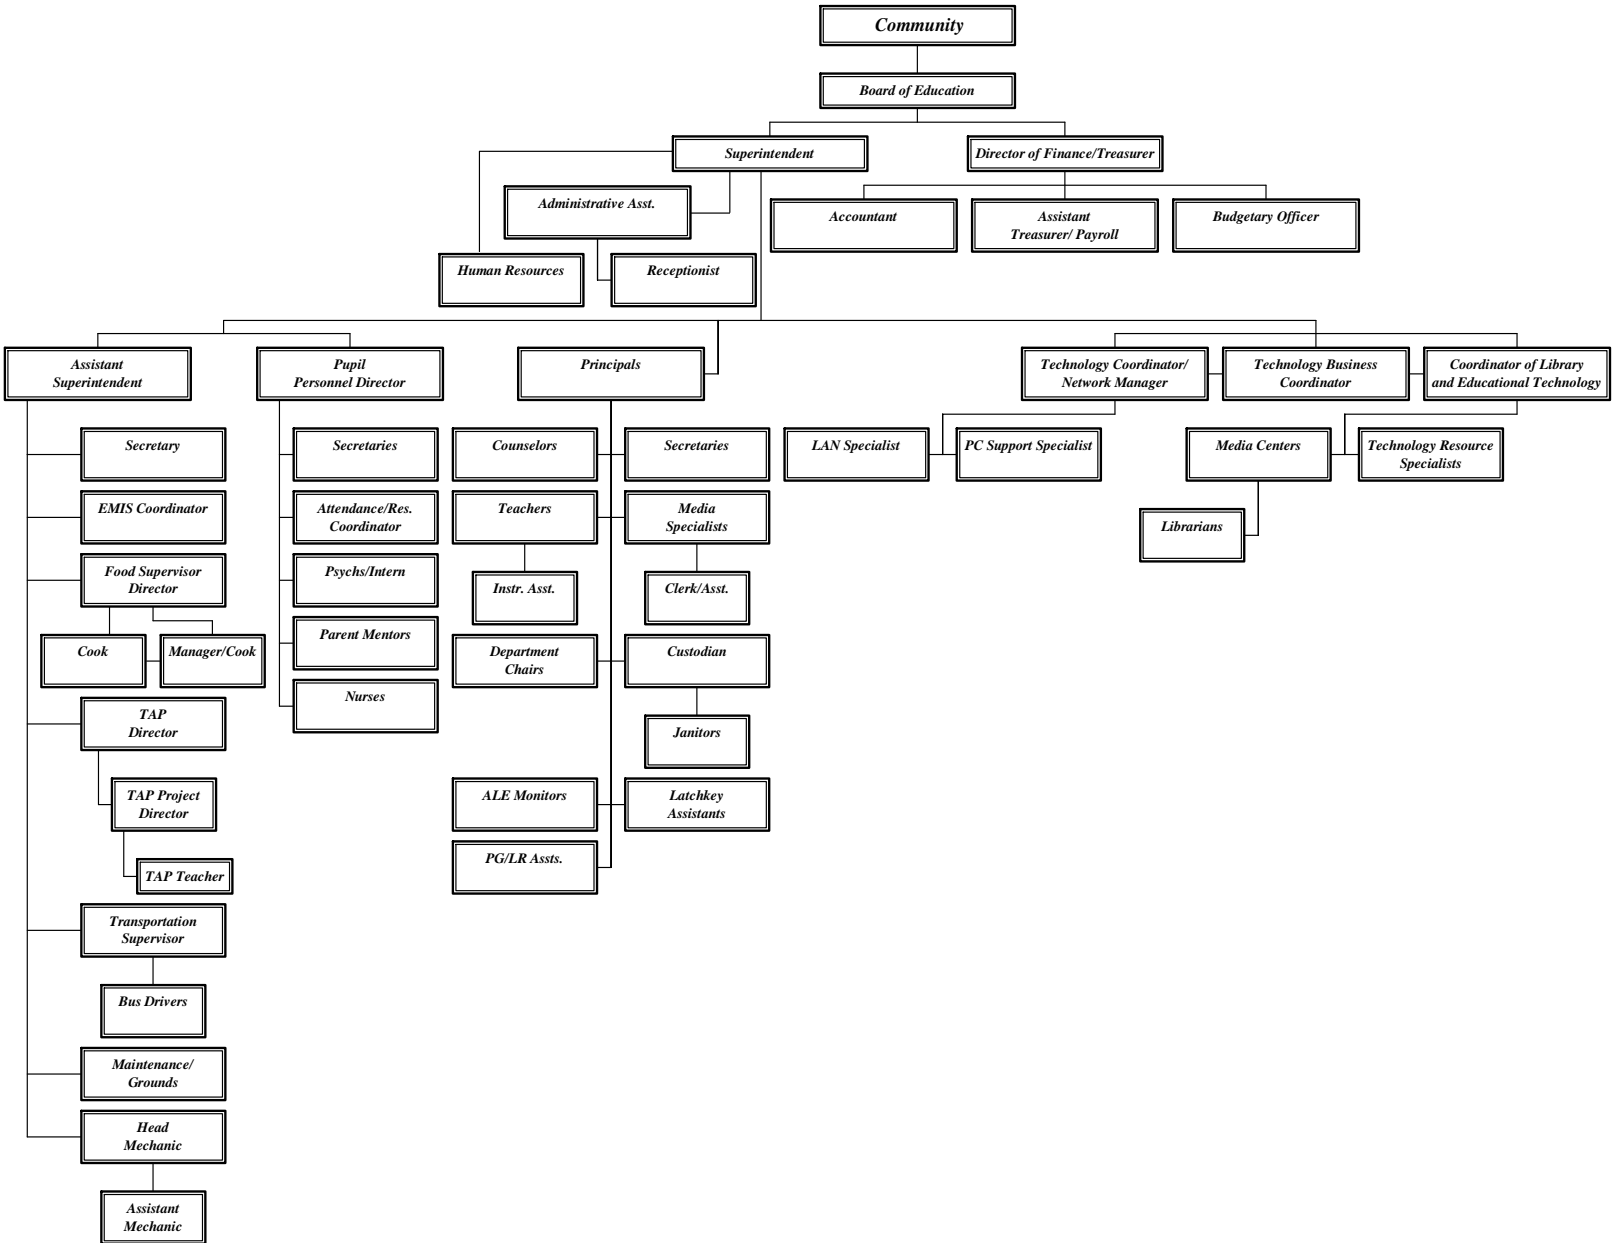 Community
Board of Education
Superintendent
Director of Finance/Treasurer
Administrative Asst.
Accountant
Assistant
Treasurer/ Payroll
Budgetary Officer
Human Resources
Receptionist
Assistant
Superintendent
Pupil
Personnel Director
Principals
Technology Coordinator/
Network Manager
Technology Business
Coordinator
Coordinator of Library
and Educational Technology
Secretary
Secretaries
Counselors
Secretaries
LAN Specialist
PC Support Specialist
Media Centers
Technology Resource
Specialists
EMIS Coordinator
Attendance/Res.
Coordinator
Teachers
Media
Specialists
Librarians
Food Supervisor
Director
Psychs/Intern
Instr. Asst.
Clerk/Asst.
Cook
Manager/Cook
Parent Mentors
Department
Chairs
Custodian
Nurses
TAP
Director
Janitors
TAP Project
Director
ALE Monitors
Latchkey
Assistants
PG/LR Assts.
TAP Teacher
Transportation
Supervisor
Bus Drivers
Maintenance/
Grounds
Head
Mechanic
Assistant
Mechanic